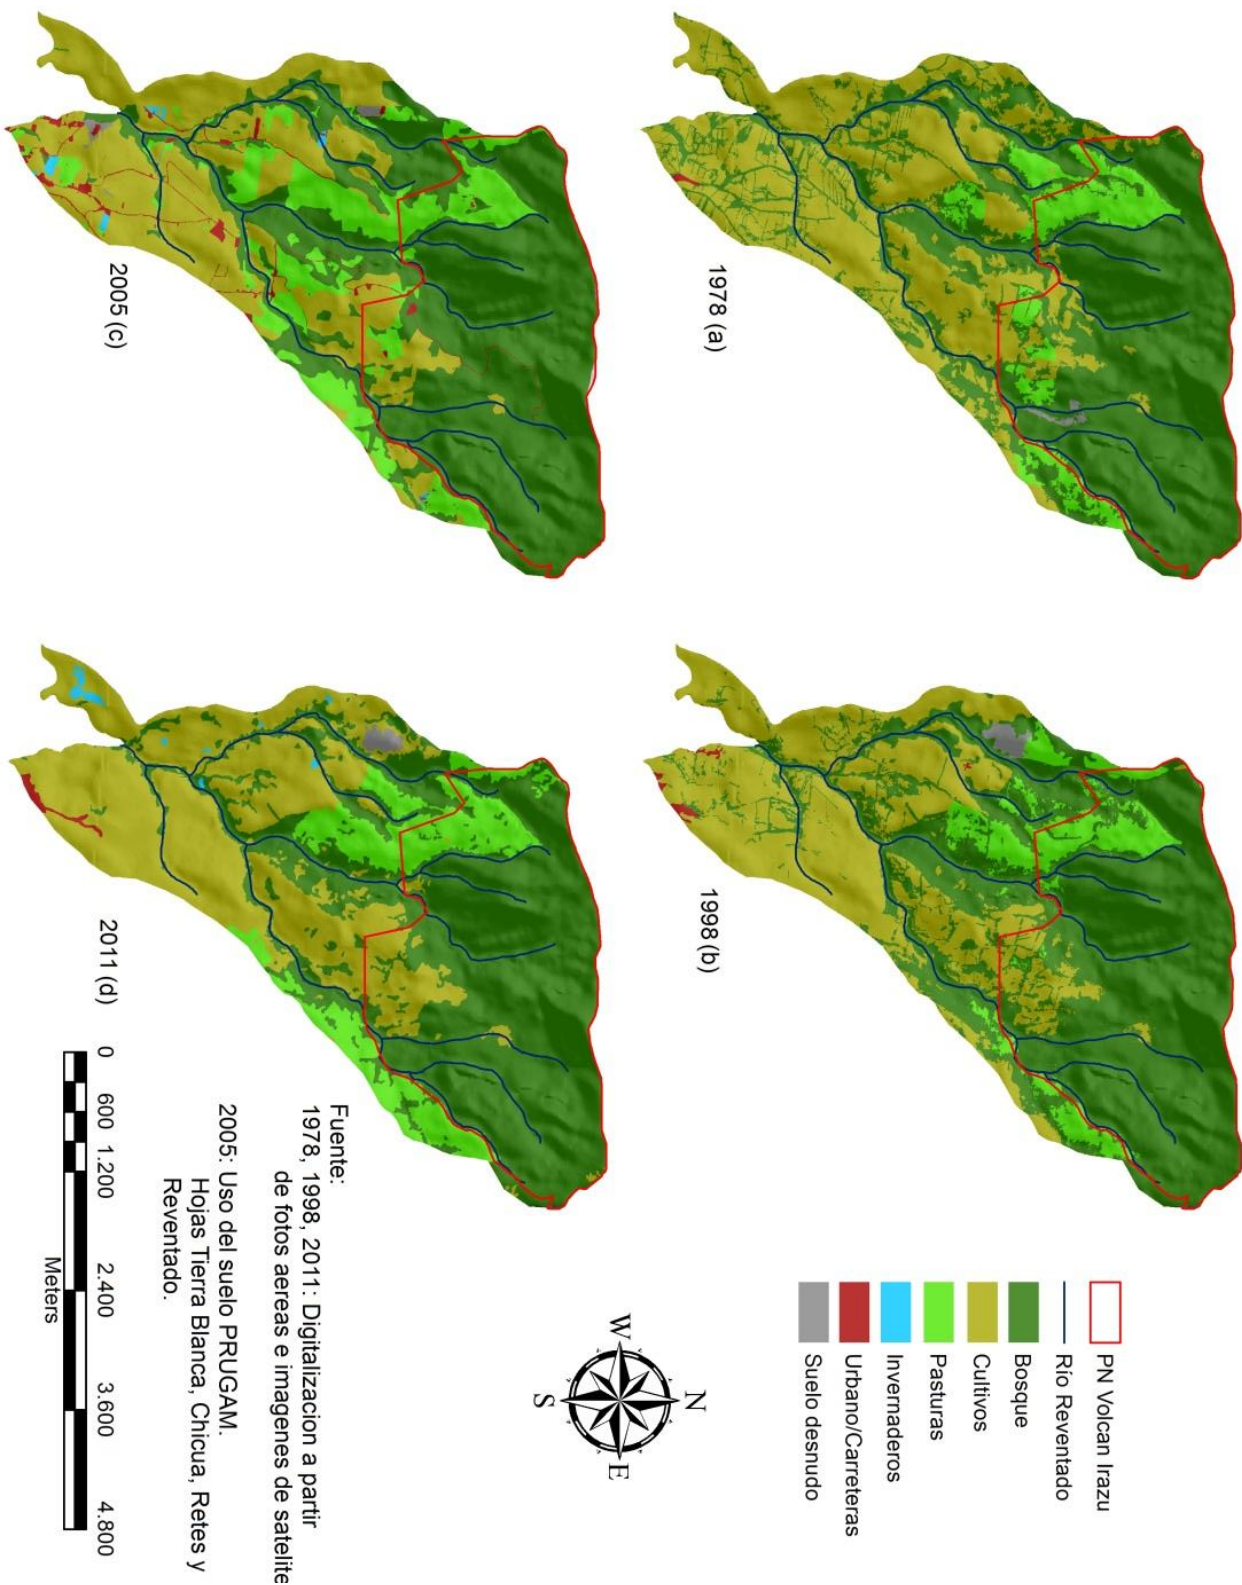 1978 (a)
1998 (b)
2005 (c)
2011 (d)
PN Volcan Irazu
Río Reventado
Bosque
Cultivos
Pasturas
Invernaderos
Urbano/Carreteras
Suelo desnudo
N
W
E
S
Fuente:
1978, 1998, 2011: Digitalizacion a partir
de fotos aereas e imagenes de satelite
2005: Uso del suelo PRUGAM.
Hojas Tierra Blanca, Chicua, Retes y
Reventado.
0 600 1.200 2.400 3.600 4.800
Meters